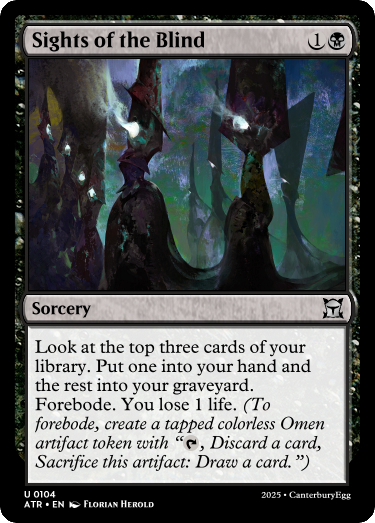 Sights of the Blind 1
Sorcery
Look at the top three cards of your
library. Put one into your hand and
the rest into your graveyard.
Forebode. You lose 1 life. (To
forebode, create a tapped colorless Omen
artifact token with “, Discard a card,
Sacrifice this artifact: Draw a card.”)
U 0104
ATR • EN Florian Herold
2025 • CanterburyEgg